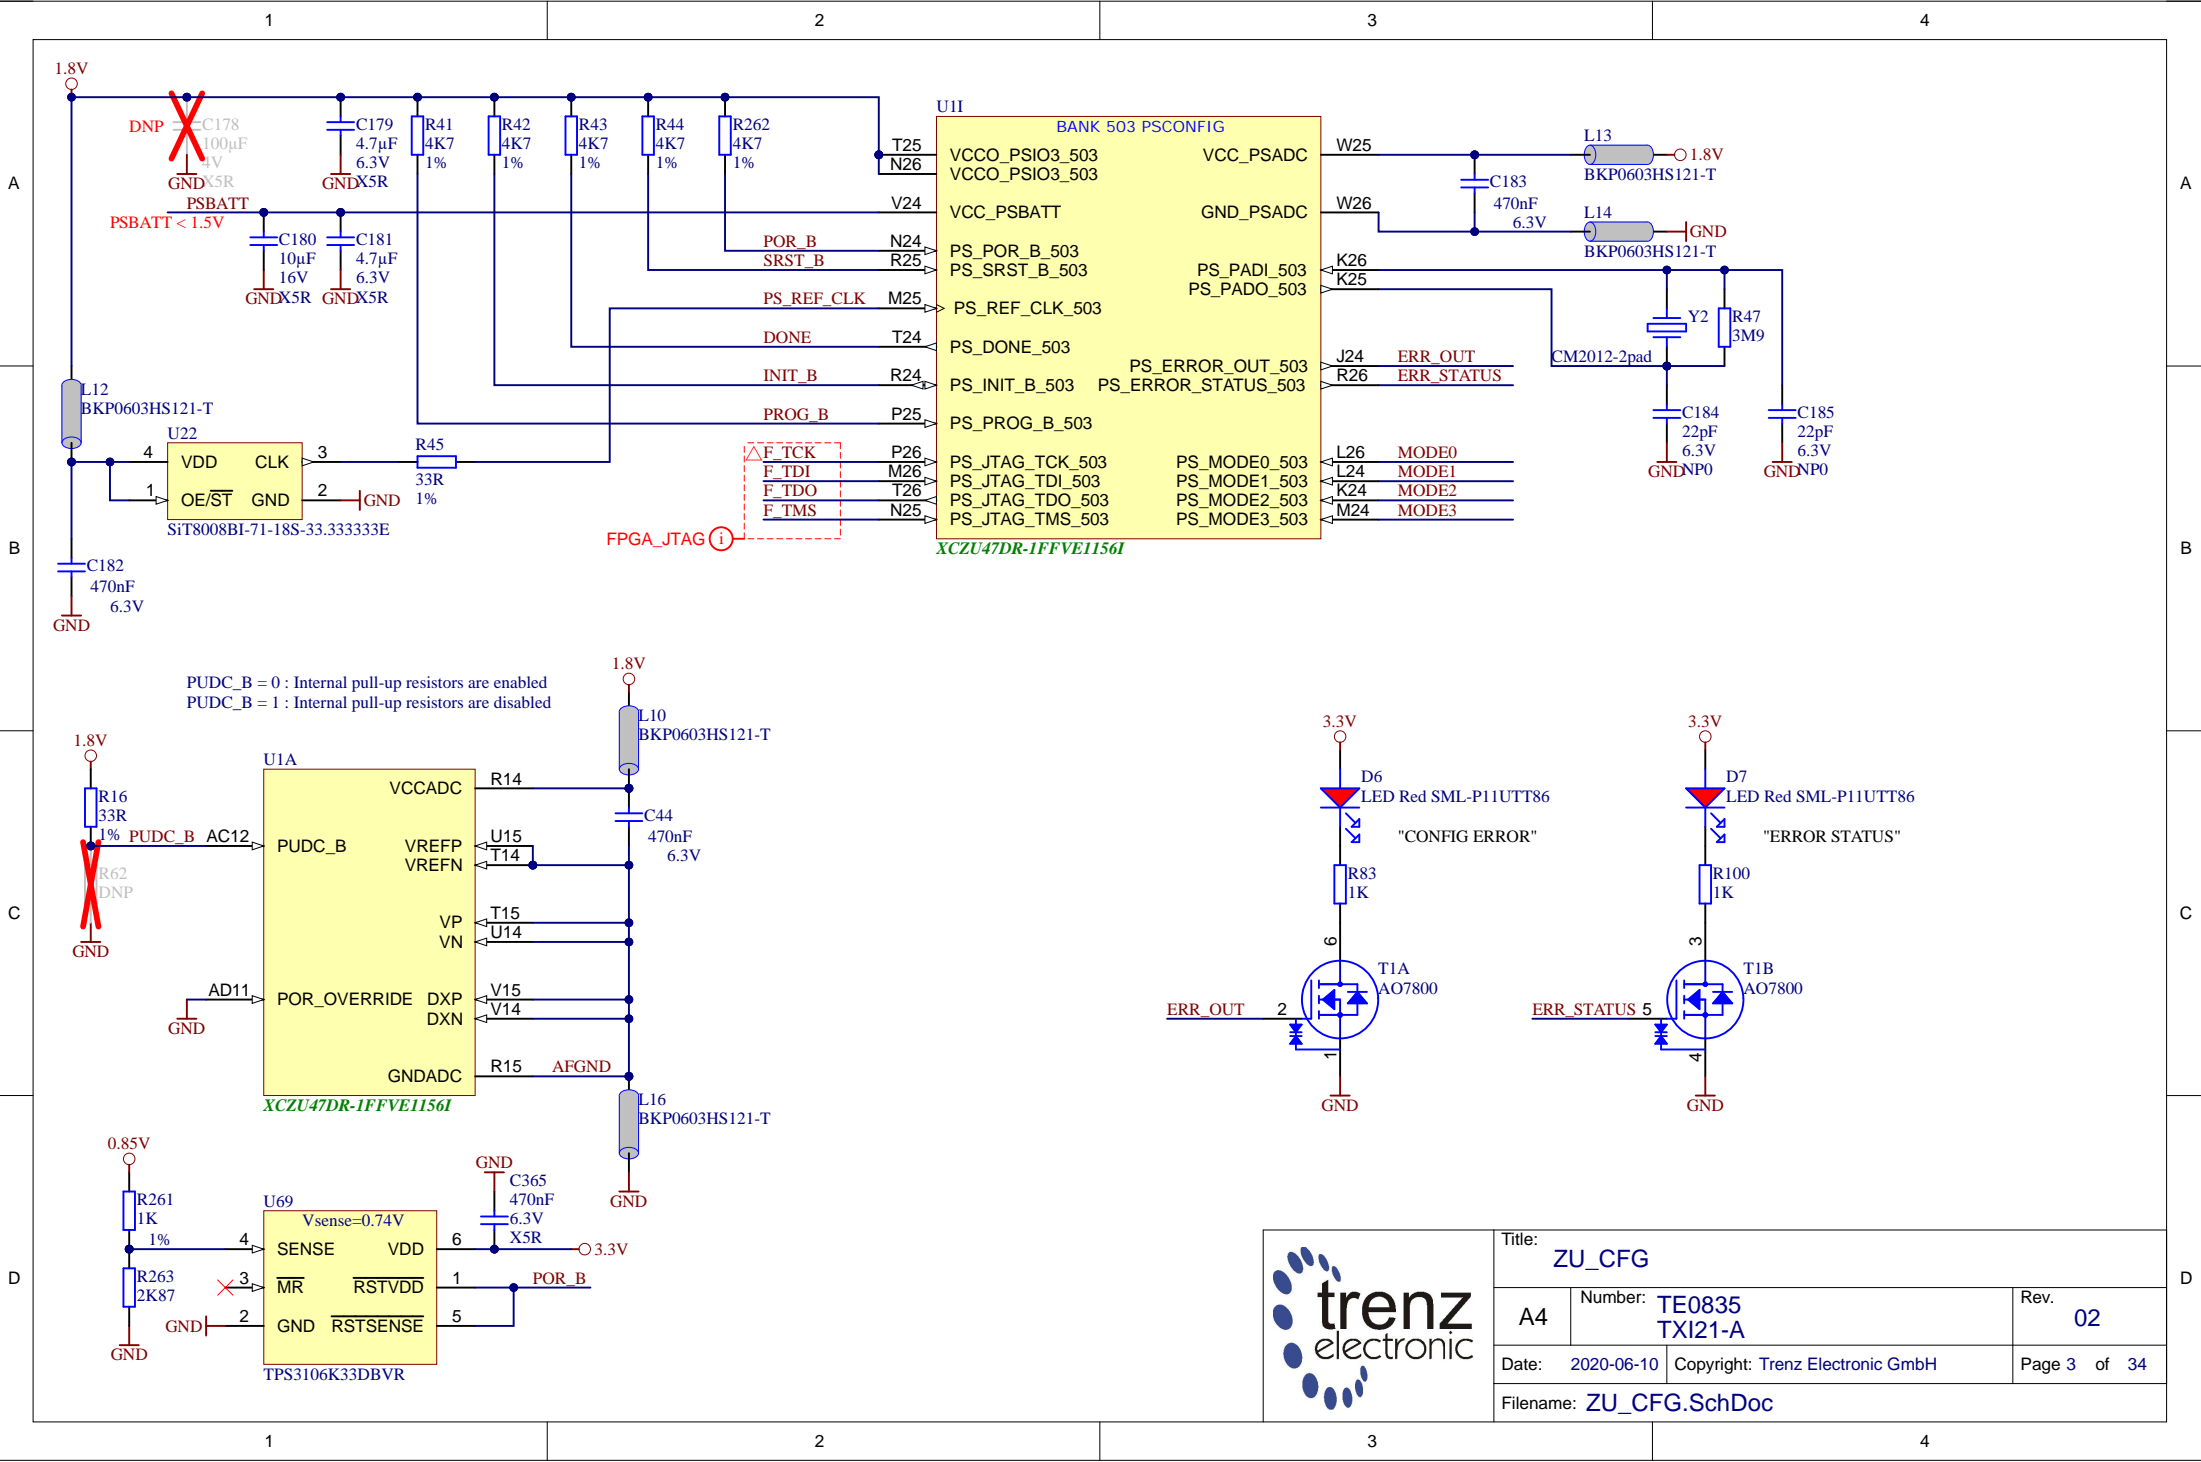 1
2
3
4
A
A
B
B
C
C
D
D
1.8V
DNP
C178
100µF
4V
X5R
GND
C179
4.7µF
6.3V
X5R
GND
R41
4K7
1%
R42
4K7
1%
R43
4K7
1%
R44
4K7
1%
R262
4K7
1%
PSBATT
PSBATT < 1.5V
C180
10µF
16V
X5R
GND
C181
4.7µF
6.3V
X5R
GND
POR_B
SRST_B
PS_REF_CLK
DONE
INIT_B
PROG_B
F_TCK
F_TDI
F_TDO
F_TMS
FPGA_JTAG
i
U1I
BANK 503 PSCONFIG
T25 VCCO_PSIO3_503
N26 VCCO_PSIO3_503
V24 VCC_PSBATT
N24 PS_POR_B_503
R25 PS_SRST_B_503
M25 PS_REF_CLK_503
T24 PS_DONE_503
R24 PS_INIT_B_503
P25 PS_PROG_B_503
P26 PS_JTAG_TCK_503
M26 PS_JTAG_TDI_503
T26 PS_JTAG_TDO_503
N25 PS_JTAG_TMS_503
VCC_PSADC W25
GND_PSADC W26
PS_PADI_503 K26
PS_PADO_503 K25
PS_ERROR_OUT_503 J24 ERR_OUT
PS_ERROR_STATUS_503 R26 ERR_STATUS
PS_MODE0_503 L26 MODE0
PS_MODE1_503 L24 MODE1
PS_MODE2_503 K24 MODE2
PS_MODE3_503 M24 MODE3
XCZU47DR-1FFVE1156I
L13
1.8V
BKP0603HS121-T
C183
470nF
6.3V
L14
GND
BKP0603HS121-T
Y2
CM2012-2pad
R47
3M9
C184
22pF
6.3V
NP0
GND
C185
22pF
6.3V
NP0
GND
L12
BKP0603HS121-T
U22
4 VDD CLK 3
1 OE/ST GND 2
GND
SiT8008BI-71-18S-33.333333E
R45
33R
1%
C182
470nF
6.3V
GND
PUDC_B = 0 : Internal pull-up resistors are enabled
PUDC_B = 1 : Internal pull-up resistors are disabled
1.8V
R16
33R
1%
PUDC_B AC12
R62
DNP
GND
U1A
PUDC_B
AD11 POR_OVERRIDE
GND
VCCADC R14
VREFP U15
VREFN T14
VP T15
VN U14
DXP V15
DXN V14
GNDADC R15 AFGND
XCZU47DR-1FFVE1156I
1.8V
L10
BKP0603HS121-T
C44
470nF
6.3V
L16
BKP0603HS121-T
GND
3.3V
D6
LED Red SML-P11UTT86
"CONFIG ERROR"
R83
1K
6
T1A
AO7800
ERR_OUT 2
1
GND
3.3V
D7
LED Red SML-P11UTT86
"ERROR STATUS"
R100
1K
3
T1B
AO7800
ERR_STATUS 5
4
GND
0.85V
R261
1K
1%
R263
2K87
GND
U69
Vsense=0.74V
4 SENSE VDD 6
3 MR RSTVDD 1
2 GND RSTSENSE 5
GND
TPS3106K33DBVR
GND
C365
470nF
6.3V
X5R
3.3V
POR_B
trenz
electronic
Title:
ZU_CFG
A4
Number: TE0835
TXI21-A
Rev.
02
Date: 2020-06-10 Copyright: Trenz Electronic GmbH Page 3 of 34
Filename: ZU_CFG.SchDoc
1
2
3
4